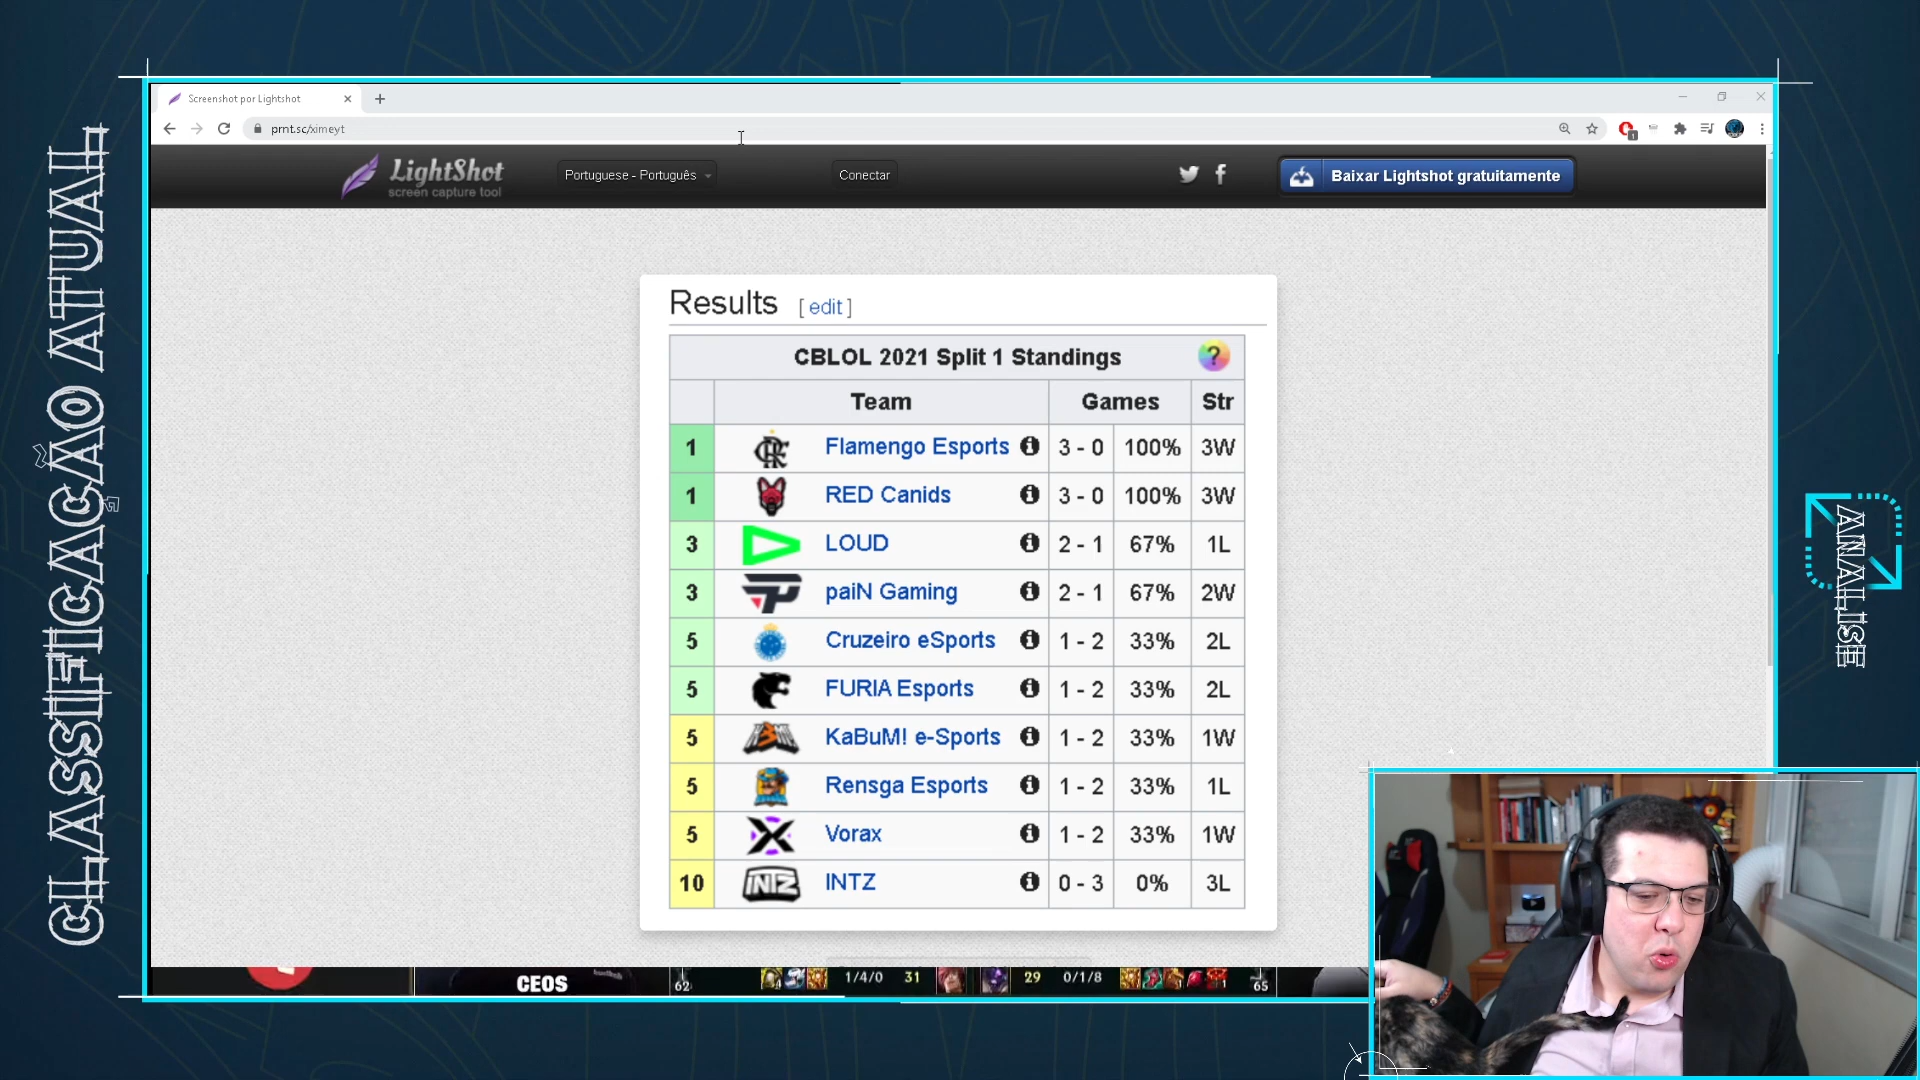 CLASSIFICAÇÃO ATUAL
Screenshot por Lightshot
prnt.sc/ximeyt
LightShot
screen capture tool
Portuguese - Português
Conectar
Baixar Lightshot gratuitamente
Results [ edit ]
CBLOL 2021 Split 1 Standings ?
Team Games Str
1 Flamengo Esports 3 - 0 100% 3W
1 RED Canids 3 - 0 100% 3W
3 LOUD 2 - 1 67% 1L
3 paiN Gaming 2 - 1 67% 2W
5 Cruzeiro eSports 1 - 2 33% 2L
5 FURIA Esports 1 - 2 33% 2L
5 KaBuM! e-Sports 1 - 2 33% 1W
5 Rensga Esports 1 - 2 33% 1L
5 Vorax 1 - 2 33% 1W
10 INTZ INTZ 0 - 3 0% 3L
CEOS
62 1/4/0 31 29 0/1/8 65
ANALISE